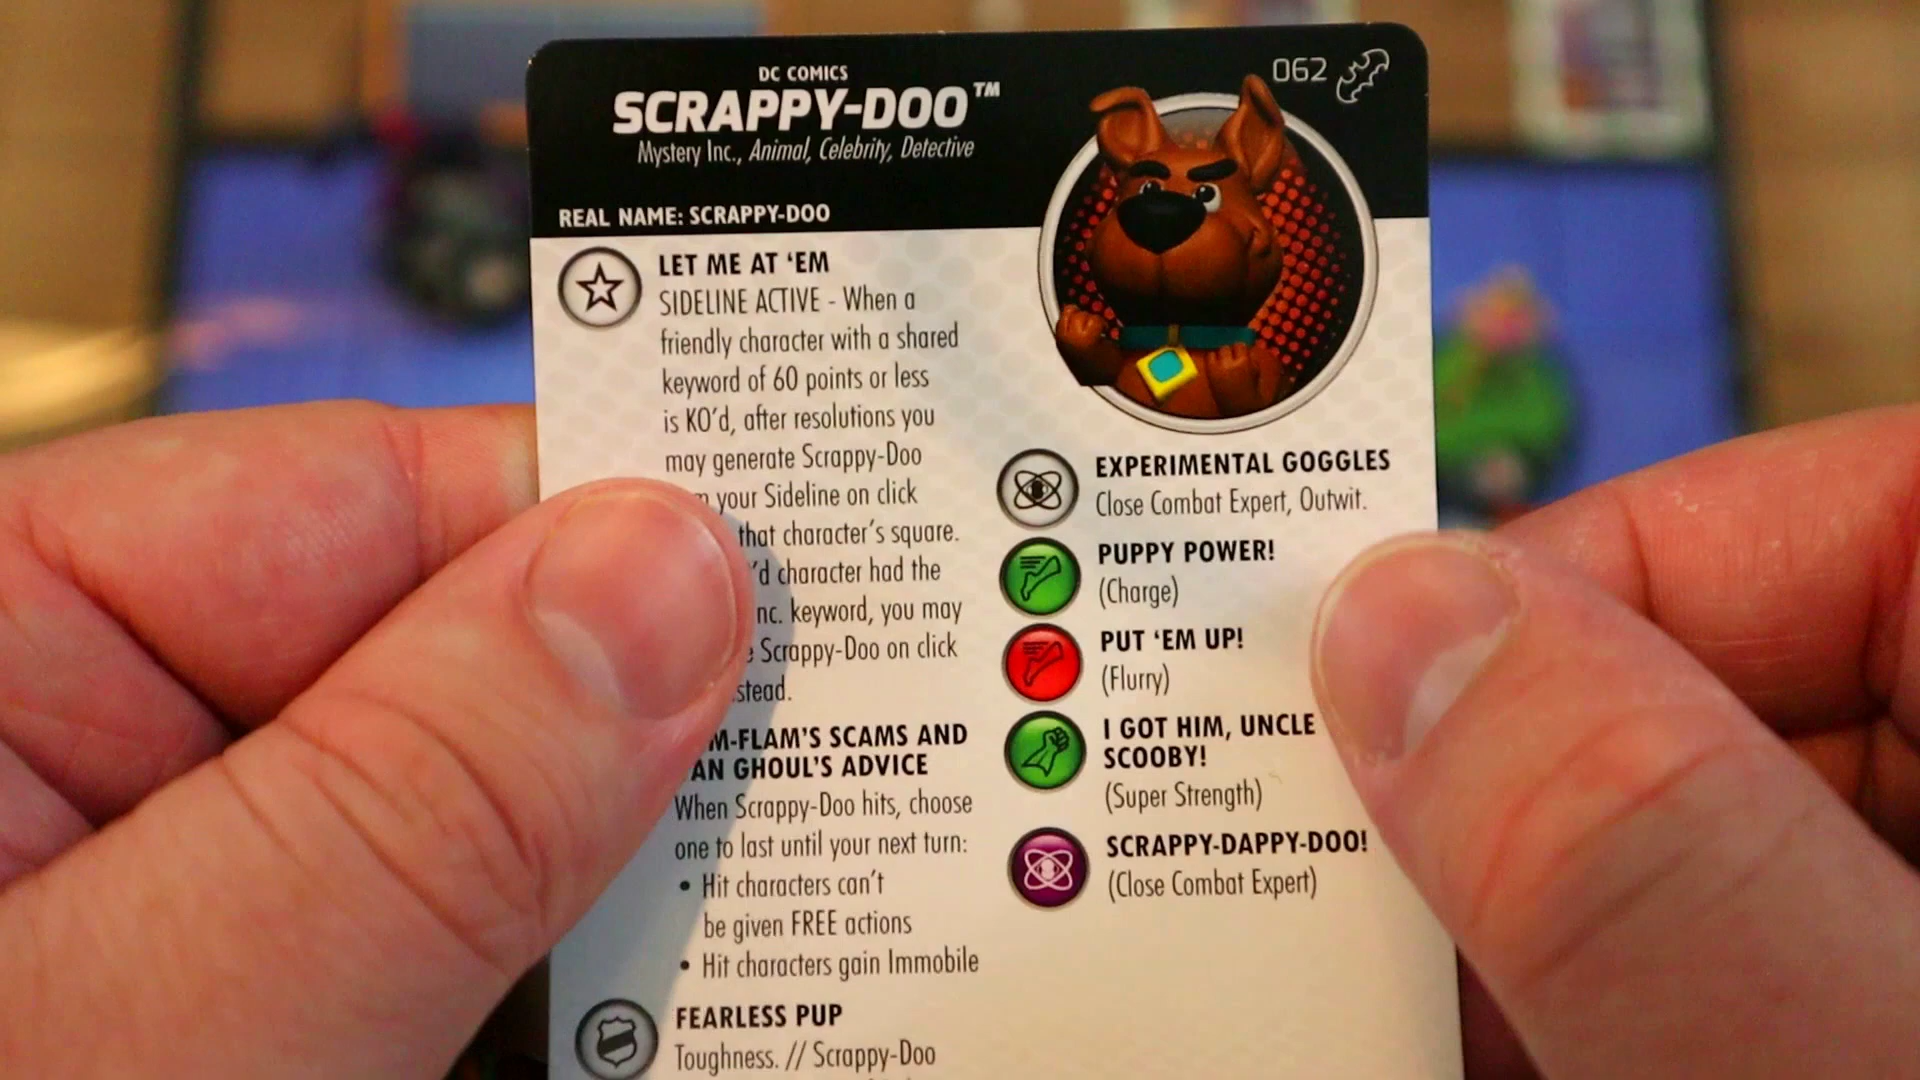 DC COMICS
SCRAPPY-DOO™
Mystery Inc., Animal, Celebrity, Detective
062
REAL NAME: SCRAPPY-DOO
LET ME AT ‘EM
SIDELINE ACTIVE - When a
friendly character with a shared
keyword of 60 points or less
is KO’d, after resolutions you
may generate Scrappy-Doo
your Sideline on click
that character’s square.
’d character had the
keyword, you may
Scrappy-Doo on click
M-FLAM’S SCAMS AND
AN GHOUL’S ADVICE
When Scrappy-Doo hits, choose
one to last until your next turn:
• Hit characters can’t
be given FREE actions
• Hit characters gain Immobile
FEARLESS PUP
Toughness. // Scrappy-Doo
EXPERIMENTAL GOGGLES
Close Combat Expert, Outwit.
PUPPY POWER!
(Charge)
PUT ‘EM UP!
(Flurry)
I GOT HIM, UNCLE
SCOOBY!
(Super Strength)
SCRAPPY-DAPPY-DOO!
(Close Combat Expert)